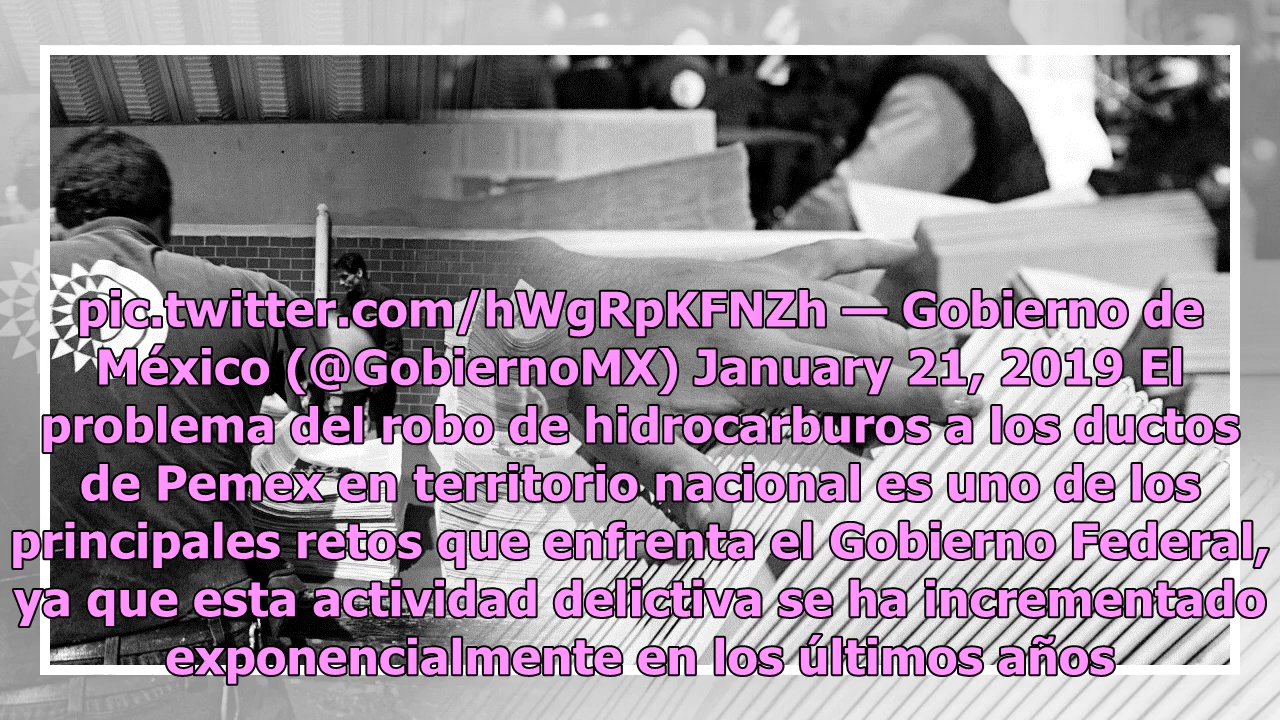 pic.twitter.com/hWgRpKFNZh — Gobierno de
México (@GobiernoMX) January 21, 2019 El
problema del robo de hidrocarburos a los ductos
de Pemex en territorio nacional es uno de los
principales retos que enfrenta el Gobierno Federal,
ya que esta actividad delictiva se ha incrementado
exponencialmente en los últimos años